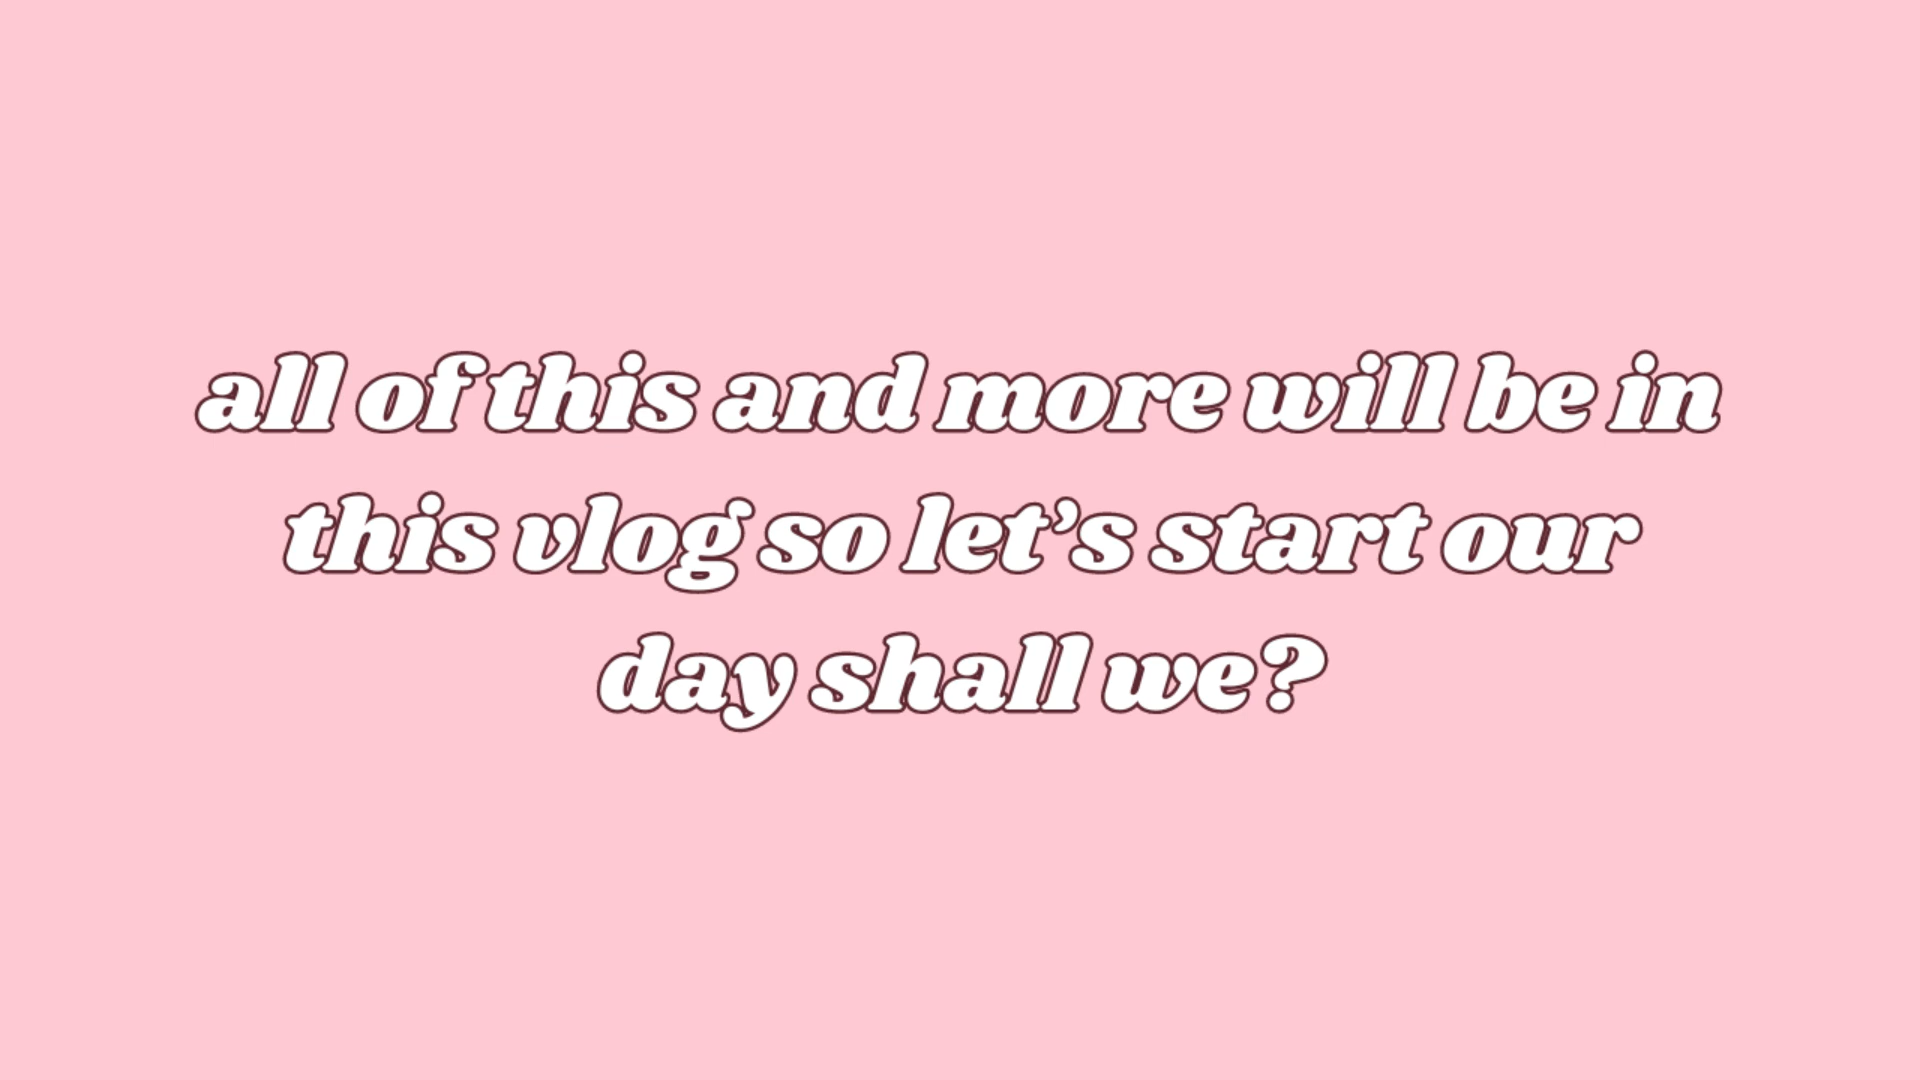 all of this and more will be in
this vlog so let’s start our
day shall we?